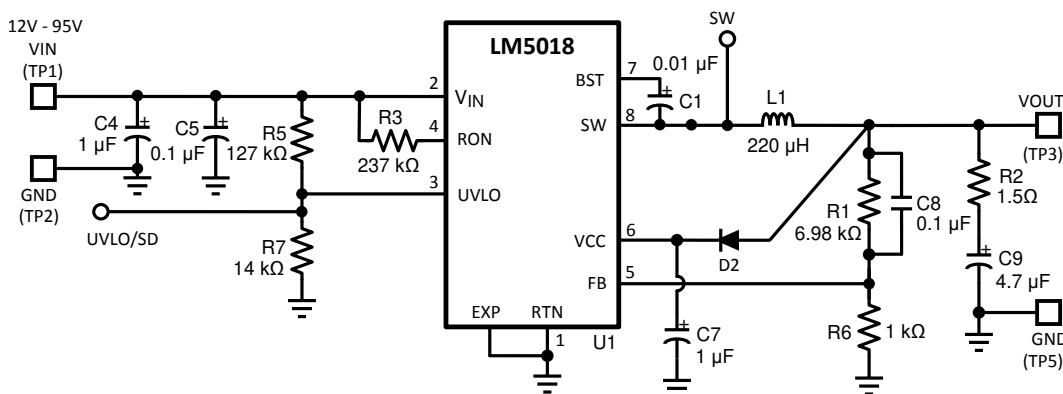 12V - 95V
VIN
(TP1)
SW
LM5018
7
0.01 µF
BST
C1
2
VIN
8
SW
L1
220 µH
VOUT
(TP3)
C4
1 µF
C5
0.1 µF
R5
127 kΩ
R3
237 kΩ
4
RON
GND
(TP2)
3
UVLO
UVLO/SD
R7
14 kΩ
R2
1.5Ω
R1
6.98 kΩ
C8
0.1 µF
6
VCC
D2
5
FB
C9
4.7 µF
EXP
RTN
1
U1
C7
1 µF
R6
1 kΩ
GND
(TP5)
+
+
+
+
+